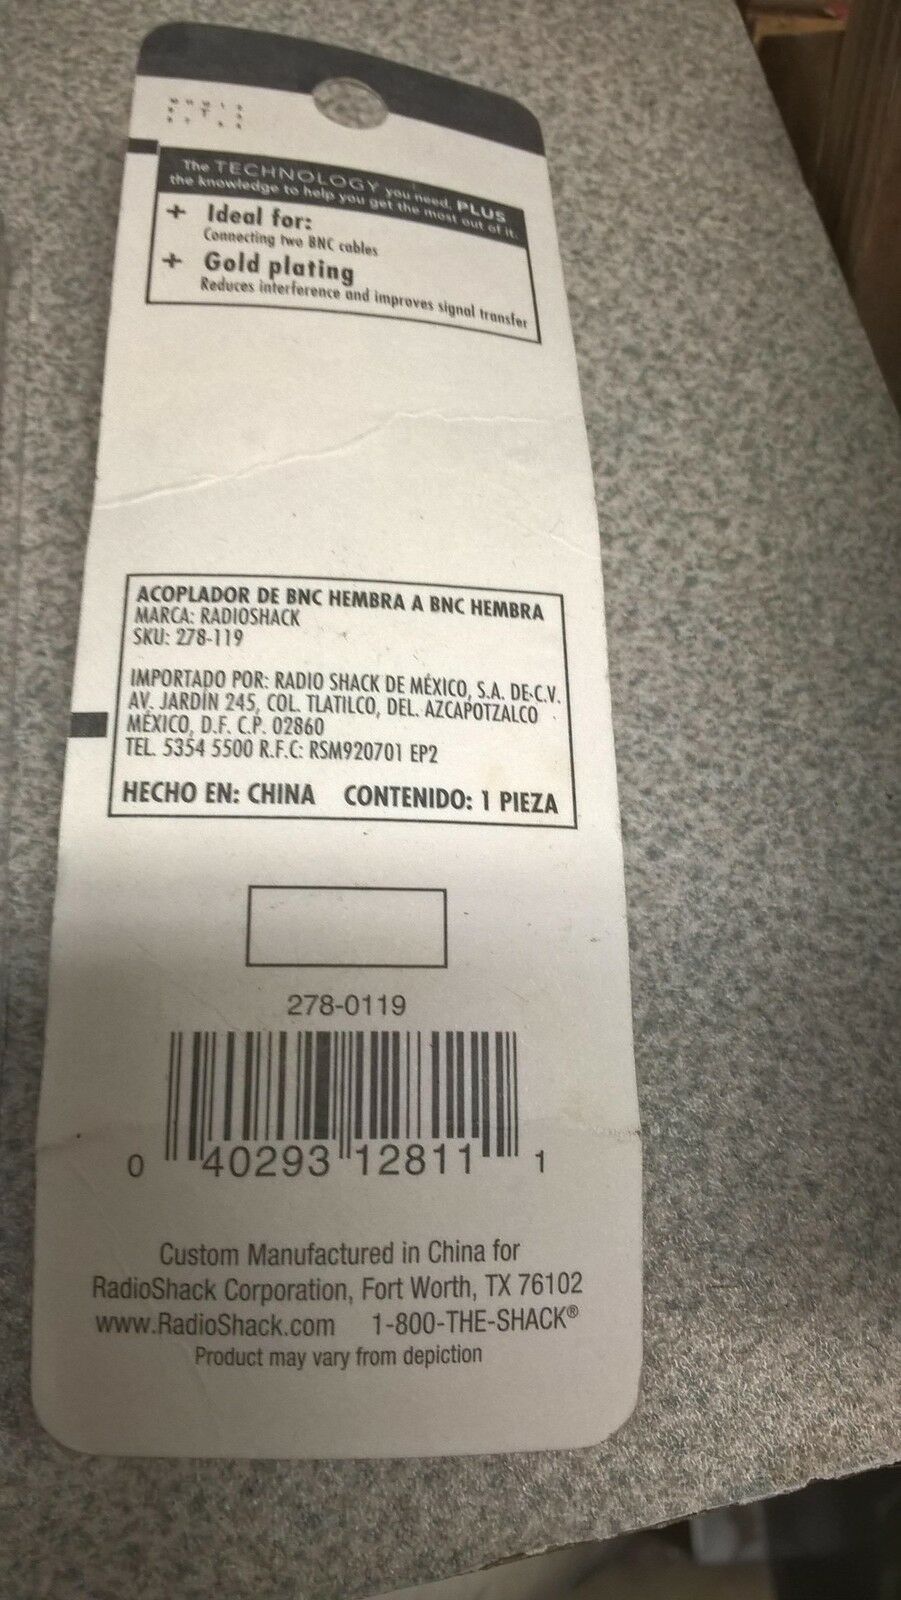 The TECHNOLOGY you need, PLUS
the knowledge to help you get the most out of it.
+ Ideal for:
Connecting two BNC cables
+ Gold plating
Reduces interference and improves signal transfer
ACOPLADOR DE BNC HEMBRA A BNC HEMBRA
MARCA: RADIOSHACK
SKU: 278-119
IMPORTADO POR: RADIO SHACK DE MÉXICO, S.A. DE C.V.
AV. JARDÍN 245, COL. TLATILCO, DEL. AZCAPOTZALCO
MÉXICO, D.F. C.P. 02860
TEL. 5354 5500 R.F.C: RSM920701 EP2
HECHO EN: CHINA CONTENIDO: 1 PIEZA
278-0119
0 40293 12811 1
Custom Manufactured in China for
RadioShack Corporation, Fort Worth, TX 76102
www.RadioShack.com 1-800-THE-SHACK®
Product may vary from depiction